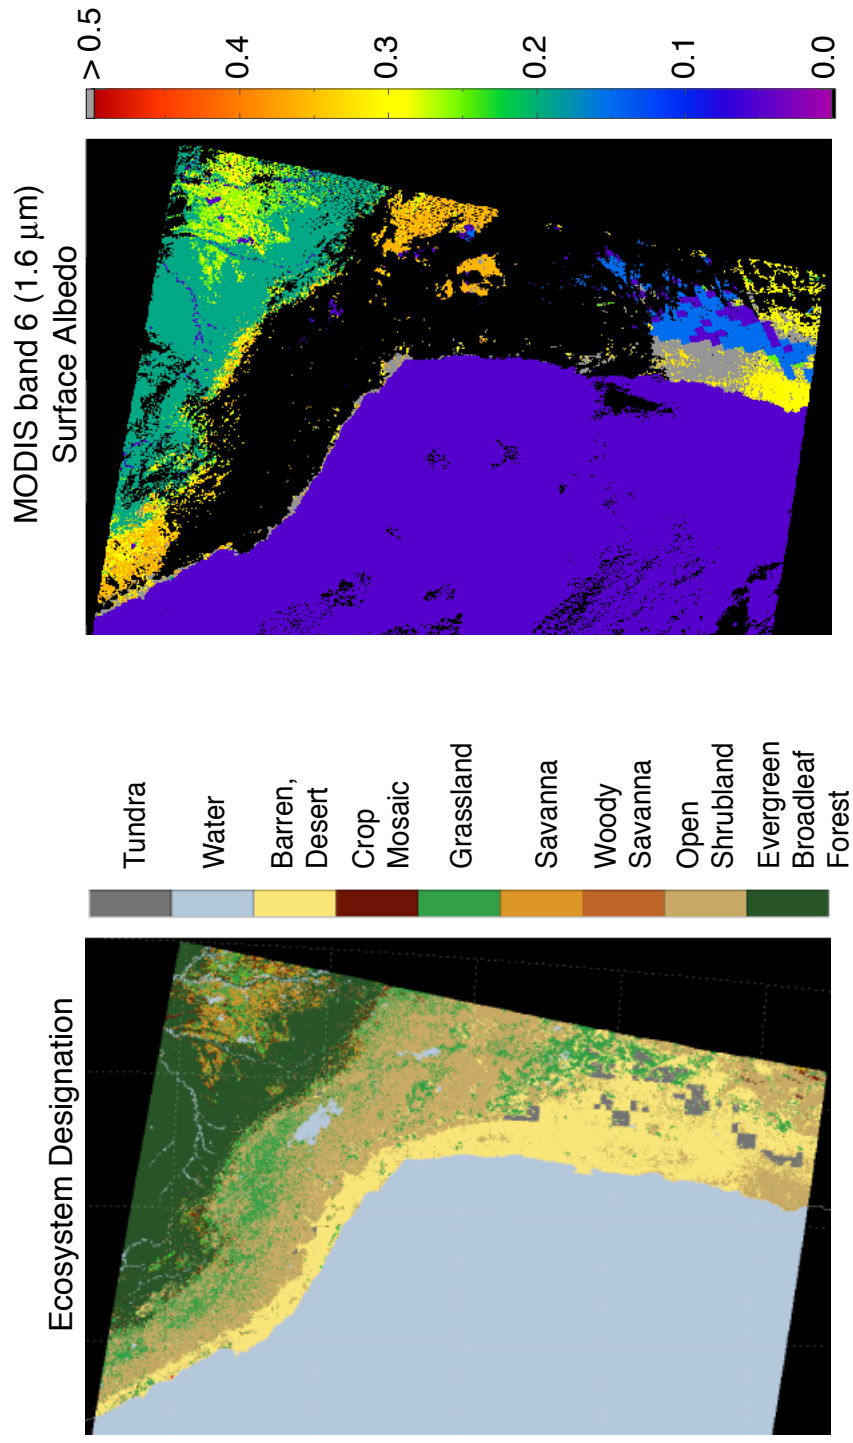 MODIS band 6 (1.6 µm)
Surface Albedo
> 0.5
0.4
0.3
0.2
0.1
0.0
Ecosystem Designation
Tundra
Water
Barren,
Desert
Crop
Mosaic
Grassland
Savanna
Woody
Savanna
Open
Shrubland
Evergreen
Broadleaf
Forest